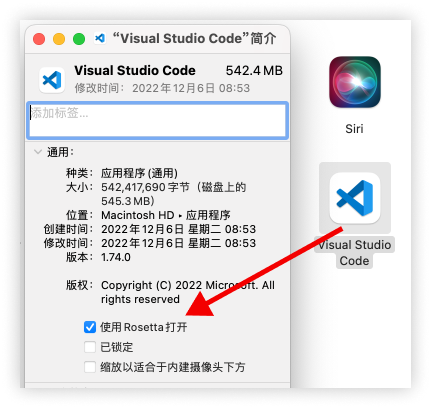 “Visual Studio Code”简介
Visual Studio Code 542.4 MB
修改时间：2022年12月6日 08:53
添加标签...
通用：
种类：应用程序 (通用)
大小：542,417,690 字节（磁盘上的
545.3 MB）
位置：Macintosh HD ▸ 应用程序
创建时间：2022年12月6日 星期二 08:53
修改时间：2022年12月6日 星期二 08:53
版本：1.74.0
版权：Copyright (C) 2022 Microsoft. All
rights reserved
使用 Rosetta 打开
已锁定
缩放以适合于内建摄像头下方
Siri
Visual Studio
Code